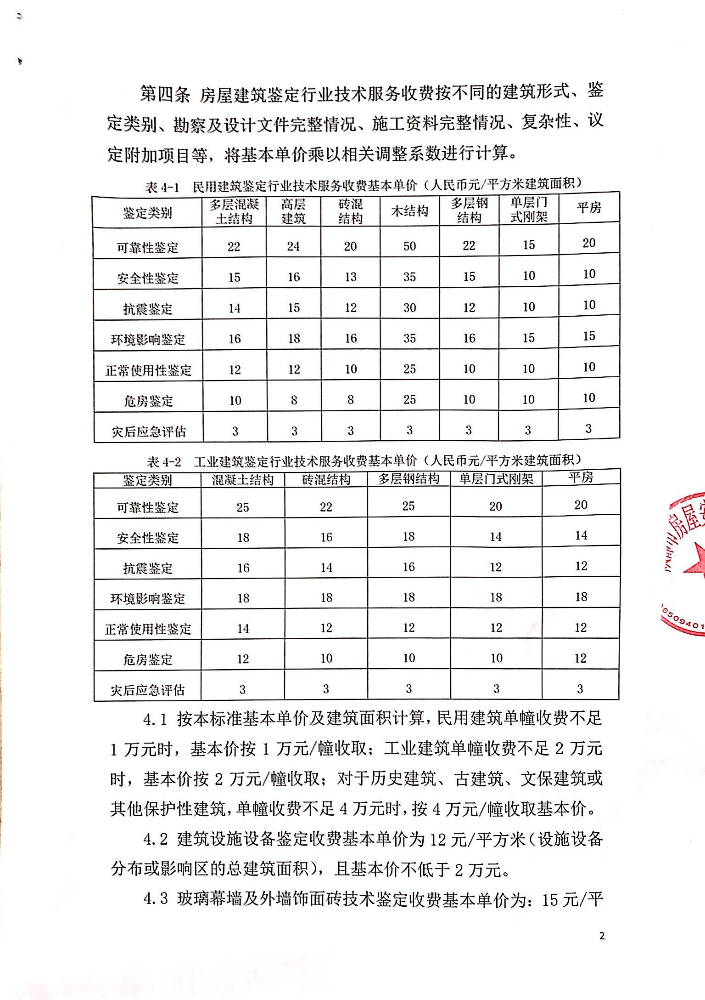 第四条 房屋建筑鉴定行业技术服务收费按不同的建筑形式、鉴
定类别、勘察及设计文件完整情况、施工资料完整情况、复杂性、议
定附加项目等，将基本单价乘以相关调整系数进行计算。
表 4-1 民用建筑鉴定行业技术服务收费基本单价（人民币元/平方米建筑面积）
鉴定类别 多层混凝土结构 高层建筑 砖混结构 木结构 多层钢结构 单层门式刚架 平房
可靠性鉴定 22 24 20 50 22 15 20
安全性鉴定 15 16 13 35 15 10 10
抗震鉴定 14 15 12 30 12 10 10
环境影响鉴定 16 18 16 35 16 15 15
正常使用性鉴定 12 12 10 25 10 10 10
危房鉴定 10 8 8 25 10 10 10
灾后应急评估 3 3 3 3 3 3 3
表 4-2 工业建筑鉴定行业技术服务收费基本单价（人民币元/平方米建筑面积）
鉴定类别 混凝土结构 砖混结构 多层钢结构 单层门式刚架 平房
可靠性鉴定 25 22 25 20 20
安全性鉴定 18 16 18 14 14
抗震鉴定 16 14 16 12 12
环境影响鉴定 18 18 18 18 18
正常使用性鉴定 14 12 12 12 12
危房鉴定 12 10 10 10 12
灾后应急评估 3 3 3 3 3
4.1 按本标准基本单价及建筑面积计算，民用建筑单幢收费不足
1 万元时，基本价按 1 万元/幢收取；工业建筑单幢收费不足 2 万元
时，基本价按 2 万元/幢收取；对于历史建筑、古建筑、文保建筑或
其他保护性建筑，单幢收费不足 4 万元时，按 4 万元/幢收取基本价。
4.2 建筑设施设备鉴定收费基本单价为 12 元/平方米（设施设备
分布或影响区的总建筑面积），且基本价不低于 2 万元。
4.3 玻璃幕墙及外墙饰面砖技术鉴定收费基本单价为：15 元/平
2
房屋安
6509401